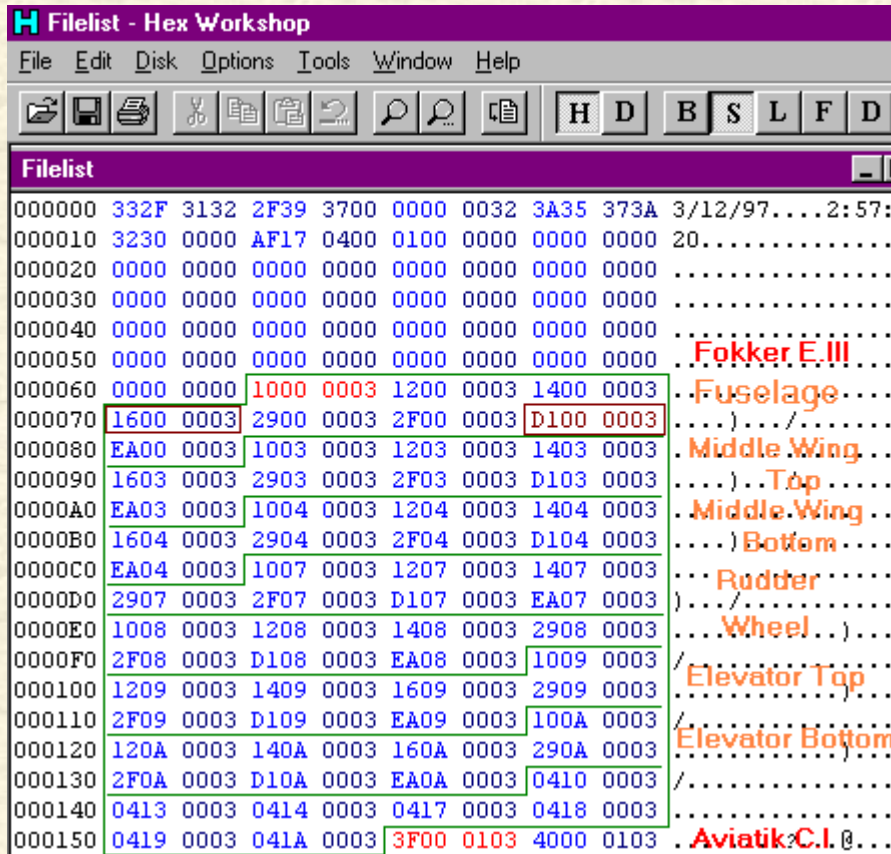 Filelist - Hex Workshop
File Edit Disk Options Tools Window Help
H D B S L F D
Filelist
000000 332F 3132 2F39 3700 0000 0032 3A35 373A 3/12/97....2:57:
000010 3230 0000 AF17 0400 0100 0000 0000 0000 20..............
000020 0000 0000 0000 0000 0000 0000 0000 0000 ................
000030 0000 0000 0000 0000 0000 0000 0000 0000 ................
000040 0000 0000 0000 0000 0000 0000 0000 0000 ................
000050 0000 0000 0000 0000 0000 0000 0000 0000 Fokker E.III
000060 0000 0000 1000 0003 1200 0003 1400 0003 Fuselage
000070 1600 0003 2900 0003 2F00 0003 D100 0003 ....).../.......
000080 EA00 0003 1003 0003 1203 0003 1403 0003 Middle Wing
000090 1603 0003 2903 0003 2F03 0003 D103 0003 Top
0000A0 EA03 0003 1004 0003 1204 0003 1404 0003 Middle Wing
0000B0 1604 0003 2904 0003 2F04 0003 D104 0003 Bottom
0000C0 EA04 0003 1007 0003 1207 0003 1407 0003 Rudder
0000D0 2907 0003 2F07 0003 D107 0003 EA07 0003 ).../...........
0000E0 1008 0003 1208 0003 1408 0003 2908 0003 Wheel
0000F0 2F08 0003 D108 0003 EA08 0003 1009 0003 /...............
000100 1209 0003 1409 0003 1609 0003 2909 0003 Elevator Top
000110 2F09 0003 D109 0003 EA09 0003 100A 0003 /...............
000120 120A 0003 140A 0003 160A 0003 290A 0003 Elevator Bottom
000130 2F0A 0003 D10A 0003 EA0A 0003 0410 0003 /...............
000140 0413 0003 0414 0003 0417 0003 0418 0003 ................
000150 0419 0003 041A 0003 3F00 0103 4000 0103 Aviatik C.I. @...